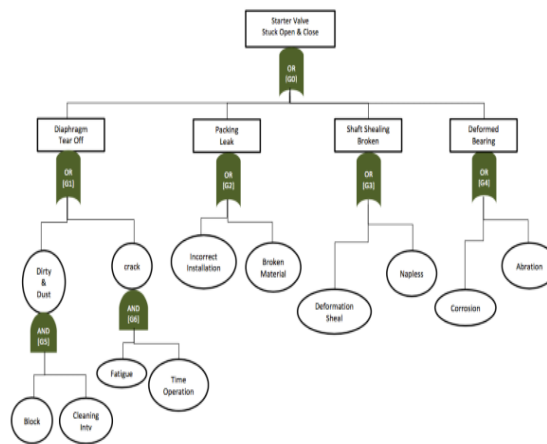 Starter Valve
Stuck Open & Close
OR
[G0]
Diaphragm
Tear Off
Packing
Leak
Shaft Shealing
Broken
Deformed
Bearing
OR
[G1]
OR
[G2]
OR
[G3]
OR
[G4]
Dirty
&
Dust
crack
Incorrect
Installation
Broken
Material
Deformation
Sheal
Napless
Corrosion
Abration
AND
[G5]
AND
[G6]
Fatigue
Time
Operation
Block
Cleaning
Intv